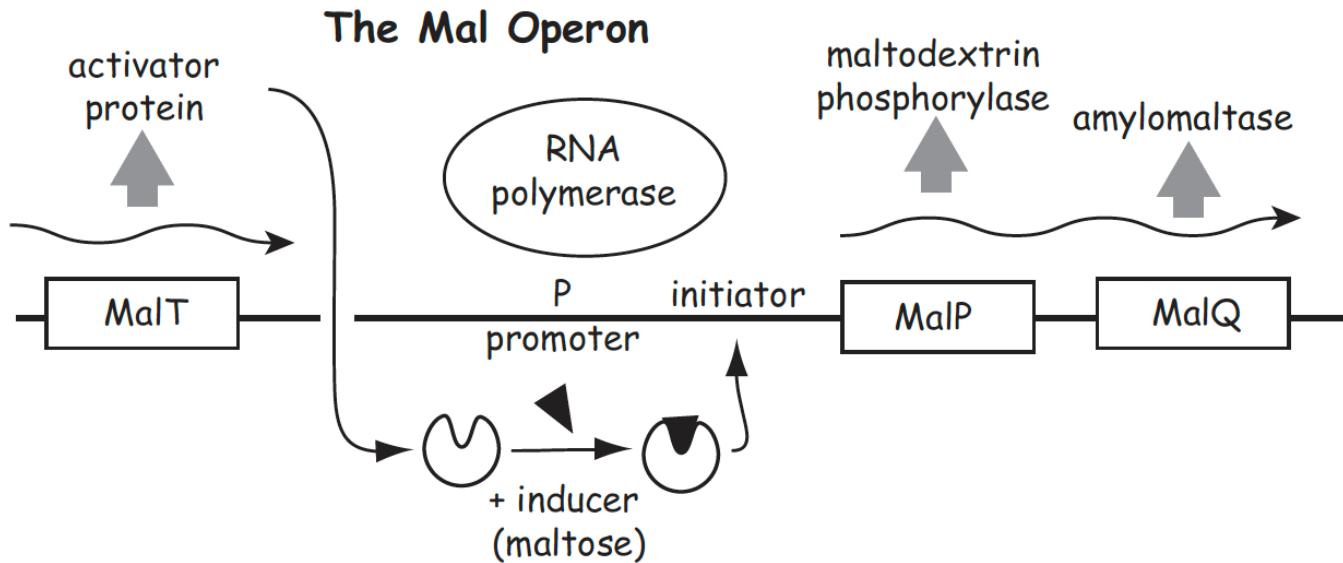 The Mal Operon
activator
protein
RNA
polymerase
maltodextrin
phosphorylase
amylomaltase
MalT
P
promoter
initiator
MalP
MalQ
+ inducer
(maltose)